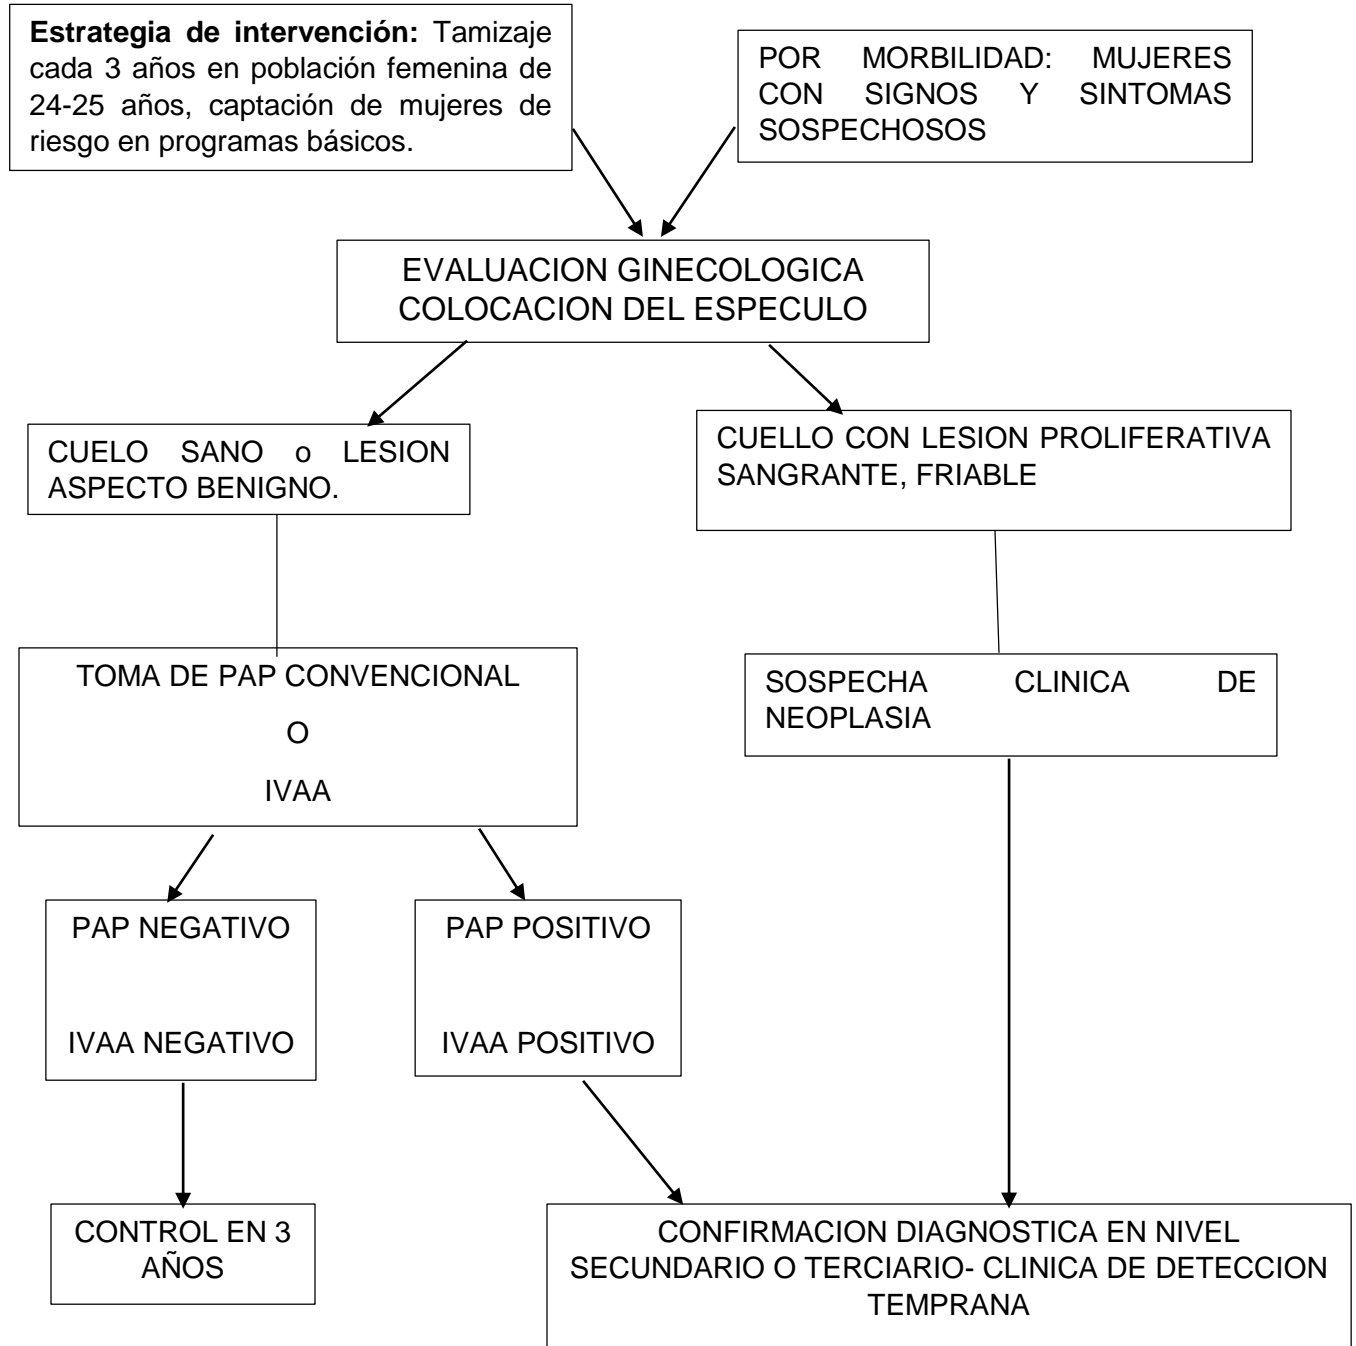 Estrategia de intervención: Tamizaje
cada 3 años en población femenina de
24-25 años, captación de mujeres de
riesgo en programas básicos.
POR MORBILIDAD: MUJERES
CON SIGNOS Y SINTOMAS
SOSPECHOSOS
EVALUACION GINECOLOGICA
COLOCACION DEL ESPECULO
CUELO SANO o LESION
ASPECTO BENIGNO.
CUELLO CON LESION PROLIFERATIVA
SANGRANTE, FRIABLE
TOMA DE PAP CONVENCIONAL
O
IVAA
SOSPECHA CLINICA DE
NEOPLASIA
PAP NEGATIVO
IVAA NEGATIVO
PAP POSITIVO
IVAA POSITIVO
CONTROL EN 3
AÑOS
CONFIRMACION DIAGNOSTICA EN NIVEL
SECUNDARIO O TERCIARIO- CLINICA DE DETECCION
TEMPRANA